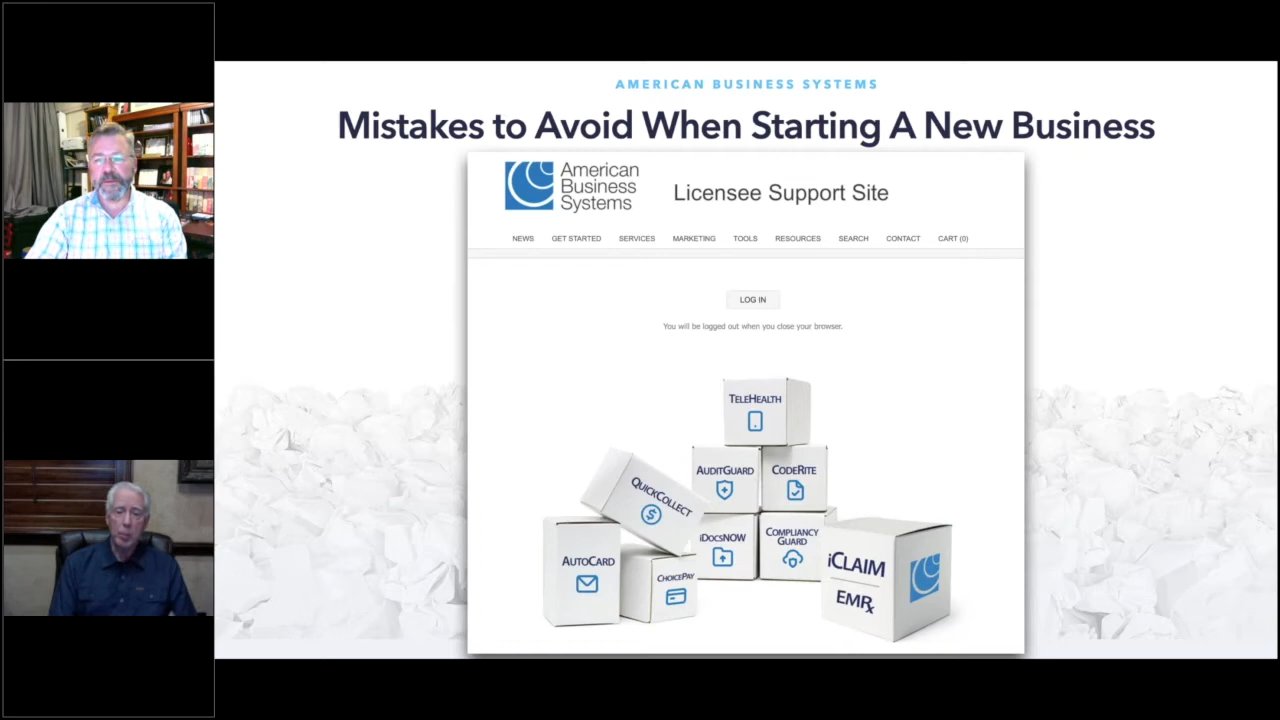 AMERICAN BUSINESS SYSTEMS
Mistakes to Avoid When Starting A New Business
American
Business
Systems
Licensee Support Site
NEWS GET STARTED SERVICES MARKETING TOOLS RESOURCES SEARCH CONTACT CART (0)
LOG IN
You will be logged out when you close your browser.
TELEHEALTH
AUDITGUARD
CODERITE
QUICKCOLLECT
iDOCSNOW
COMPLIANCY
GUARD
AUTOCARD
CHOICEPAY
iCLAIM
EMRx